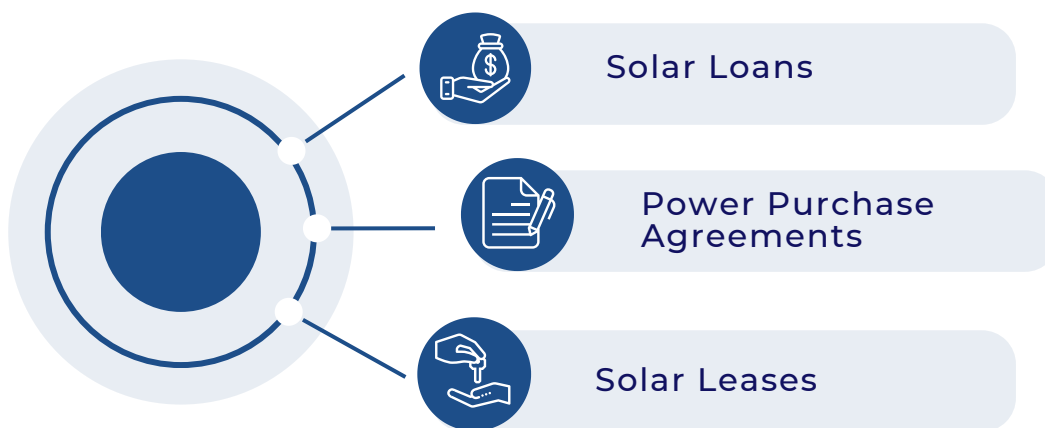 Solar Loans
Power Purchase
Agreements
Solar Leases